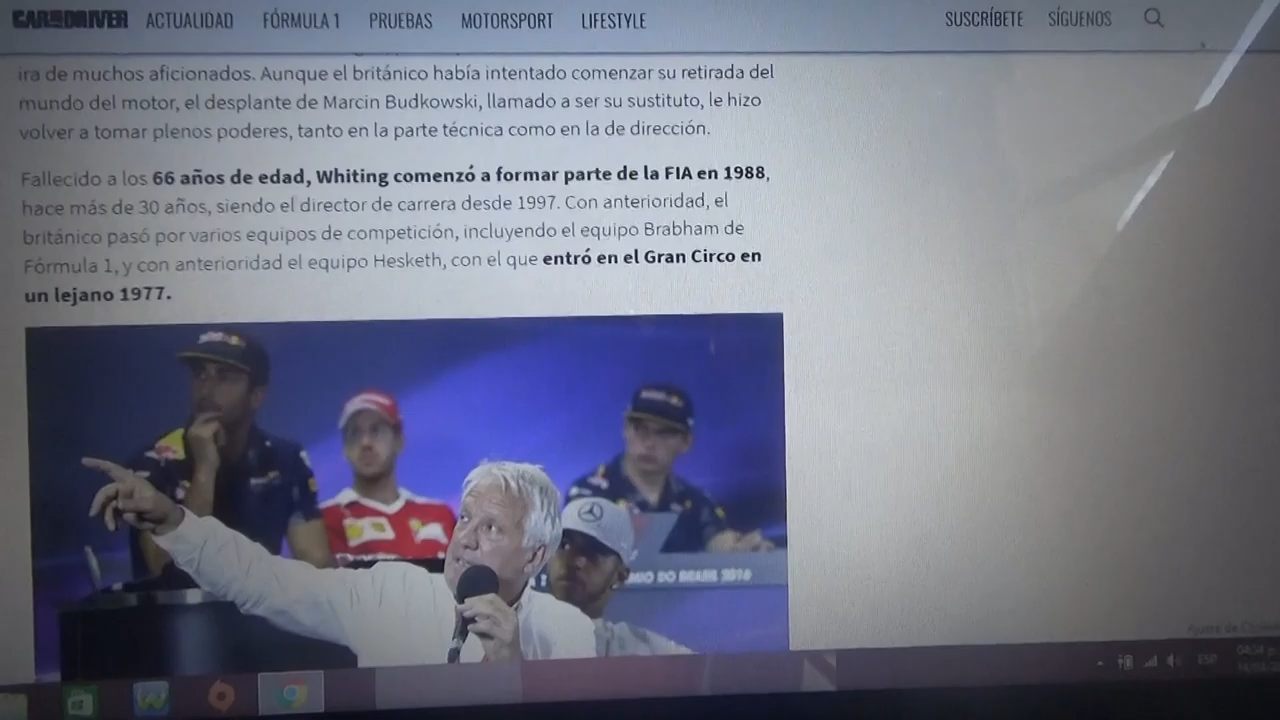 CAR AND DRIVER ACTUALIDAD FÓRMULA 1 PRUEBAS MOTORSPORT LIFESTYLE SUSCRÍBETE SÍGUENOS
ira de muchos aficionados. Aunque el británico había intentado comenzar su retirada del
mundo del motor, el desplante de Marcin Budkowski, llamado a ser su sustituto, le hizo
volver a tomar plenos poderes, tanto en la parte técnica como en la de dirección.
Fallecido a los 66 años de edad, Whiting comenzó a formar parte de la FIA en 1988,
hace más de 30 años, siendo el director de carrera desde 1997. Con anterioridad, el
británico pasó por varios equipos de competición, incluyendo el equipo Brabham de
Fórmula 1, y con anterioridad el equipo Hesketh, con el que entró en el Gran Circo en
un lejano 1977.
MIO DO BRASIL 2016
Ajuste de
ESP